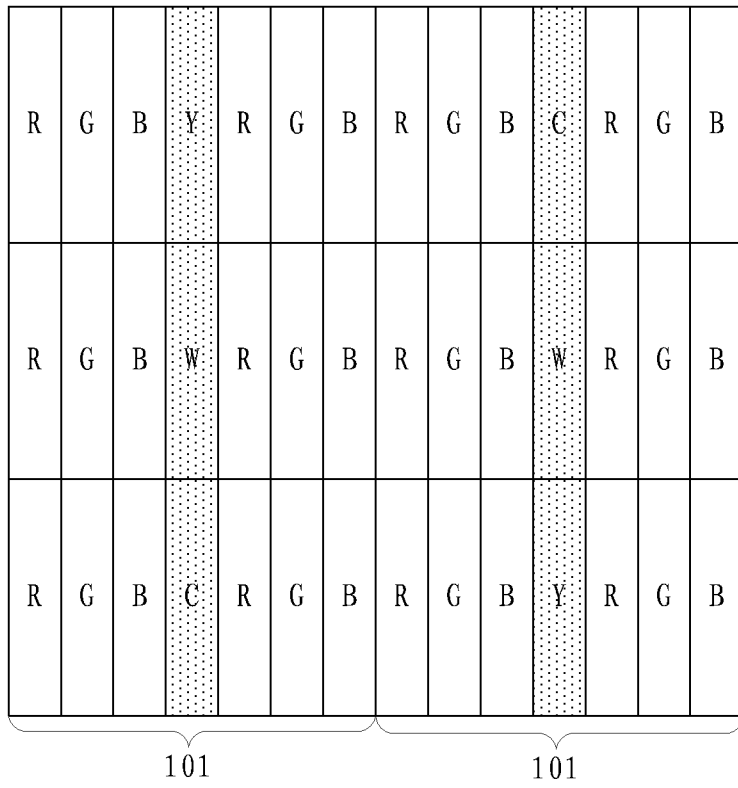 R G B Y R G B R G B C R G B
R G B W R G B R G B W R G B
R G B C R G B R G B Y R G B
101 101